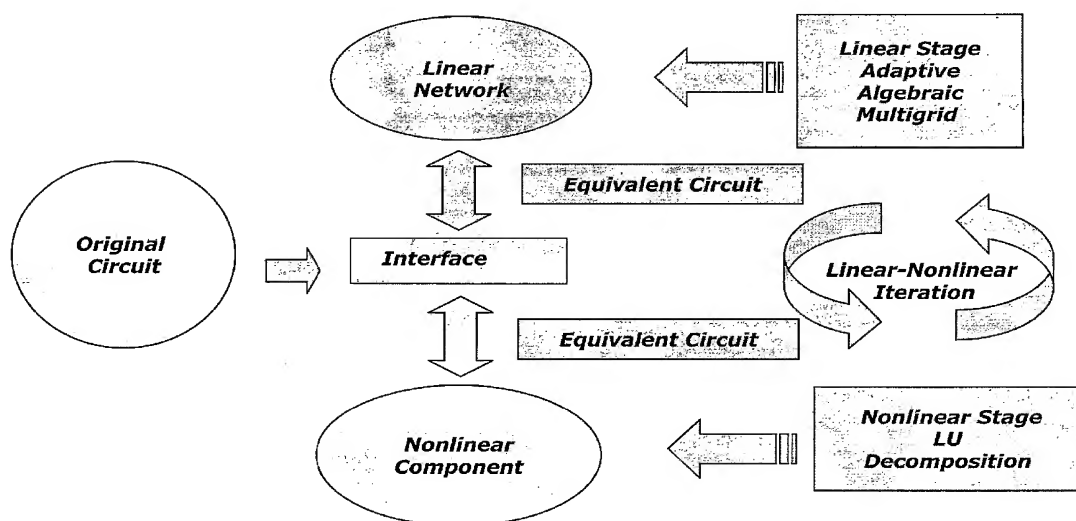 Linear
Network
Linear Stage
Adaptive
Algebraic
Multigrid
Equivalent Circuit
Original
Circuit
Interface
Linear-Nonlinear
Iteration
Equivalent Circuit
Nonlinear
Component
Nonlinear Stage
LU
Decomposition